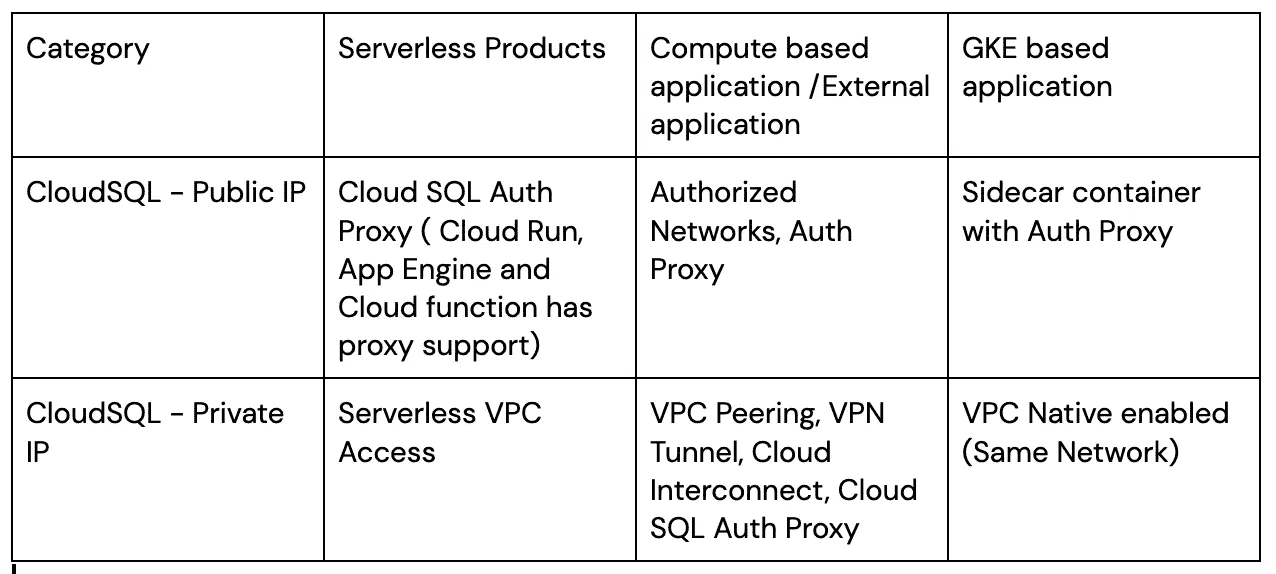 Category
Serverless Products
Compute based
application /External
application
GKE based
application
CloudSQL – Public IP
Cloud SQL Auth
Proxy ( Cloud Run,
App Engine and
Cloud function has
proxy support)
Authorized
Networks, Auth
Proxy
Sidecar container
with Auth Proxy
CloudSQL – Private
IP
Serverless VPC
Access
VPC Peering, VPN
Tunnel, Cloud
Interconnect, Cloud
SQL Auth Proxy
VPC Native enabled
(Same Network)